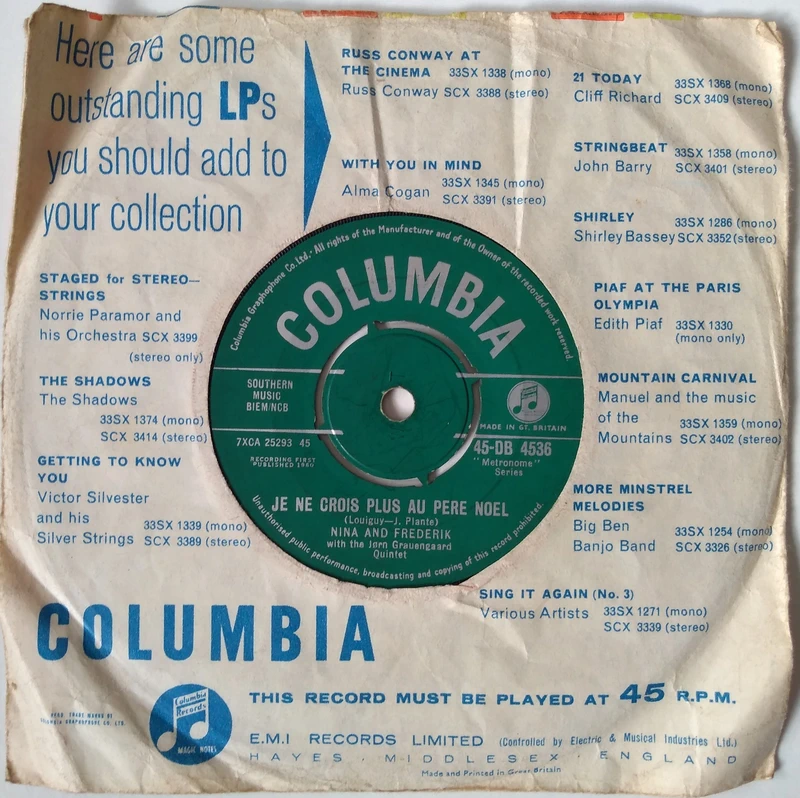 Here are some
outstanding LPs
you should add to
your collection
STAGED for STEREO—
STRINGS
Norrie Paramor and
his Orchestra SCX 3399
(stereo only)
THE SHADOWS
The Shadows
33SX 1374 (mono)
SCX 3414 (stereo)
GETTING TO KNOW
YOU
Victor Silvester
and his 33SX 1339 (mono)
Silver Strings SCX 3389 (stereo)
RUSS CONWAY AT
THE CINEMA 33SX 1338 (mono)
Russ Conway SCX 3388 (stereo)
WITH YOU IN MIND
33SX 1345 (mono)
Alma Cogan SCX 3391 (stereo)
21 TODAY 33SX 1368 (mono)
Cliff Richard SCX 3409 (stereo)
STRINGBEAT 33SX 1358 (mono)
John Barry SCX 3401 (stereo)
SHIRLEY 33SX 1286 (mono)
Shirley Bassey SCX 3352 (stereo)
PIAF AT THE PARIS
OLYMPIA
Edith Piaf 33SX 1330
(mono only)
MOUNTAIN CARNIVAL
Manuel and the music
of the 33SX 1359 (mono)
Mountains SCX 3402 (stereo)
MORE MINSTREL
MELODIES
Big Ben 33SX 1254 (mono)
Banjo Band SCX 3326 (stereo)
SING IT AGAIN (No. 3)
Various Artists 33SX 1271 (mono)
SCX 3339 (stereo)
Columbia Graphophone Co. Ltd. · All rights of the Manufacturer and of the Owner of the recorded work reserved.
COLUMBIA
SOUTHERN
MUSIC
BIEM/NCB
MADE IN GT. BRITAIN
7XCA 25293 45
RECORDING FIRST
PUBLISHED 1960
45-DB 4536
"Metronome"
Series
JE NE CROIS PLUS AU PERE NOEL
(Louiguy—J. Plante)
NINA AND FREDERIK
with the Jørn Grauengaard
Quintet
Unauthorised public performance, broadcasting and copying of this record prohibited.
COLUMBIA
TRADE MARKS OF
GRAPHOPHONE CO. LTD.
Columbia
Records
MAGIC NOTES
THIS RECORD MUST BE PLAYED AT 45 R.P.M.
E.M.I RECORDS LIMITED (Controlled by Electric & Musical Industries Ltd.)
HAYES · MIDDLESEX · ENGLAND
Made and Printed in Great Britain